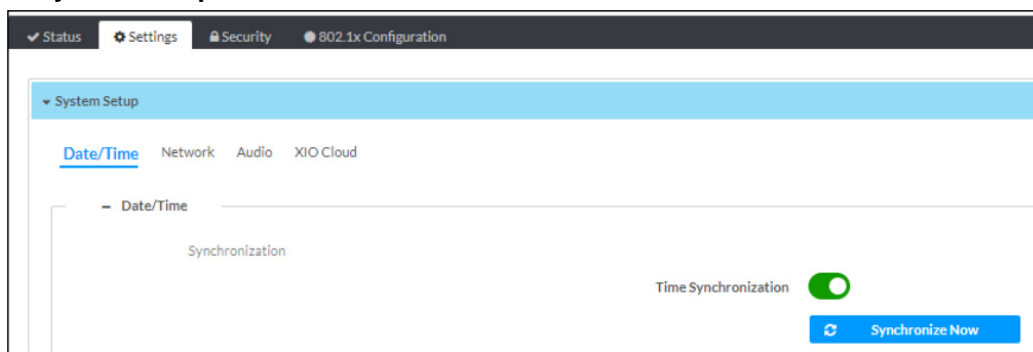 Status Settings Security 802.1x Configuration
System Setup
Date/Time Network Audio XIO Cloud
Date/Time
Synchronization
Time Synchronization
Synchronize Now